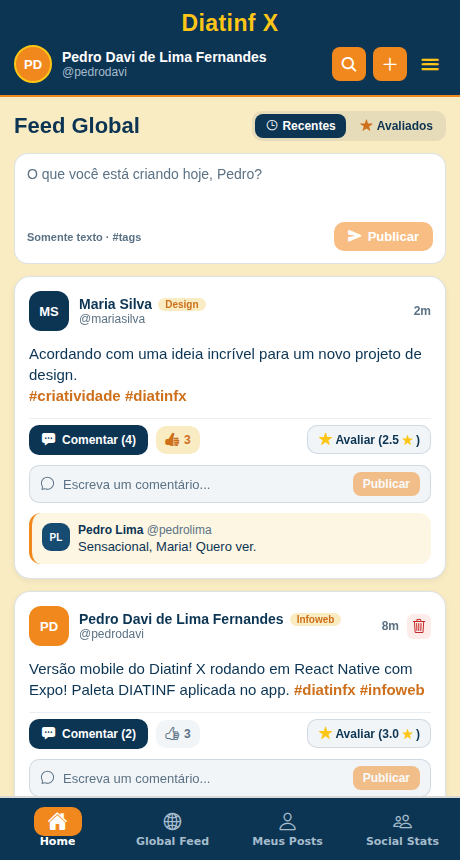 Diatinf X
PD
Pedro Davi de Lima Fernandes
@pedrodavi
Feed Global
Recentes
Avaliados
O que você está criando hoje, Pedro?
Somente texto · #tags
Publicar
MS
Maria Silva Design
@mariasilva
2m
Acordando com uma ideia incrível para um novo projeto de
design.
#criatividade #diatinfx
Comentar (4)
3
Avaliar (2.5 ★)
Escreva um comentário...
Publicar
PL
Pedro Lima @pedrolima
Sensacional, Maria! Quero ver.
PD
Pedro Davi de Lima Fernandes Infoweb
@pedrodavi
8m
Versão mobile do Diatinf X rodando em React Native com
Expo! Paleta DIATINF aplicada no app. #diatinfx #infoweb
Comentar (2)
3
Avaliar (3.0 ★)
Escreva um comentário...
Publicar
Home
Global Feed
Meus Posts
Social Stats